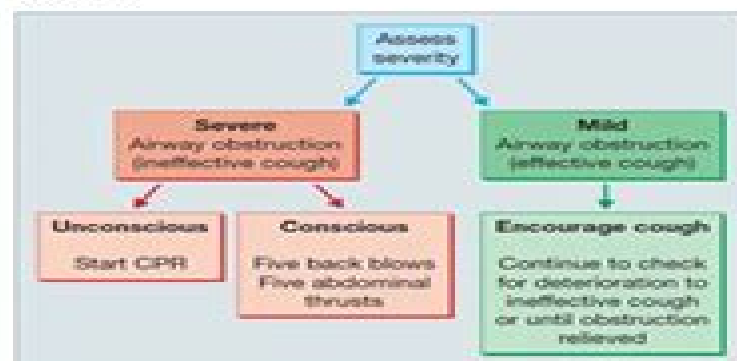 Assess
severity
Severe
Airway obstruction
(ineffective cough)
Mild
Airway obstruction
(effective cough)
Unconscious
Start CPR
Conscious
Five back blows
Five abdominal
thrusts
Encourage cough
Continue to check
for deterioration to
ineffective cough
or until obstruction
relieved